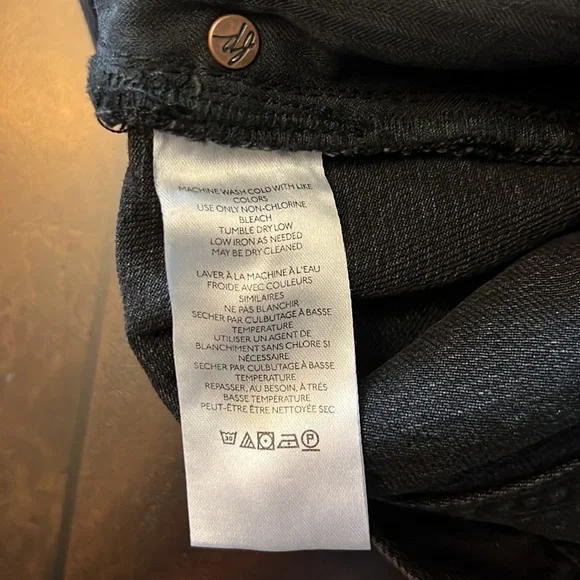 dg
MACHINE WASH COLD WITH LIKE
COLORS
USE ONLY NON-CHLORINE
BLEACH
TUMBLE DRY LOW
LOW IRON AS NEEDED
MAY BE DRY CLEANED
LAVER À LA MACHINE À L'EAU
FROIDE AVEC COULEURS
SIMILAIRES
NE PAS BLANCHIR
SECHER PAR CULBUTAGE À BASSE
TEMPERATURE
UTILISER UN AGENT DE
BLANCHIMENT SANS CHLORE SI
NÉCESSAIRE
SECHER PAR CULBUTAGE À BASSE
TEMPERATURE
REPASSER, AU BESOIN, À TRÉS
BASSE TEMPÉRATURE
PEUT-ÊTRE ÊTRE NETTOYÉE SEC
30 P